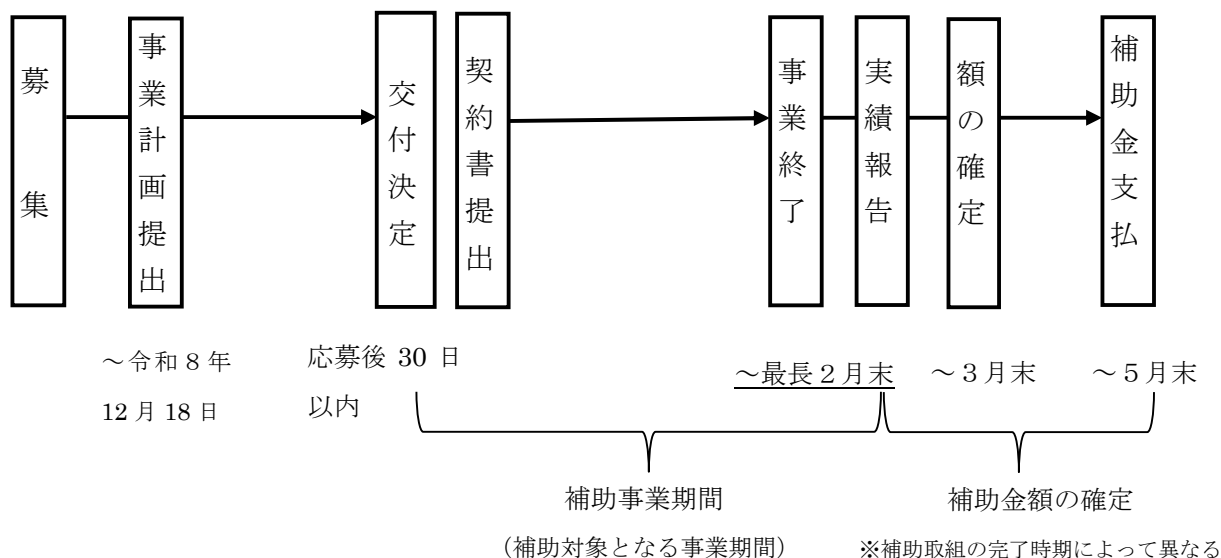 募集
事業計画提出
交付決定
契約書提出
事業終了
実績報告
額の確定
補助金支払
～令和８年
12月18日
応募後 30 日
以内
～最長２月末
～３月末
～５月末
補助事業期間
（補助対象となる事業期間）
補助金額の確定
※補助取組の完了時期によって異なる